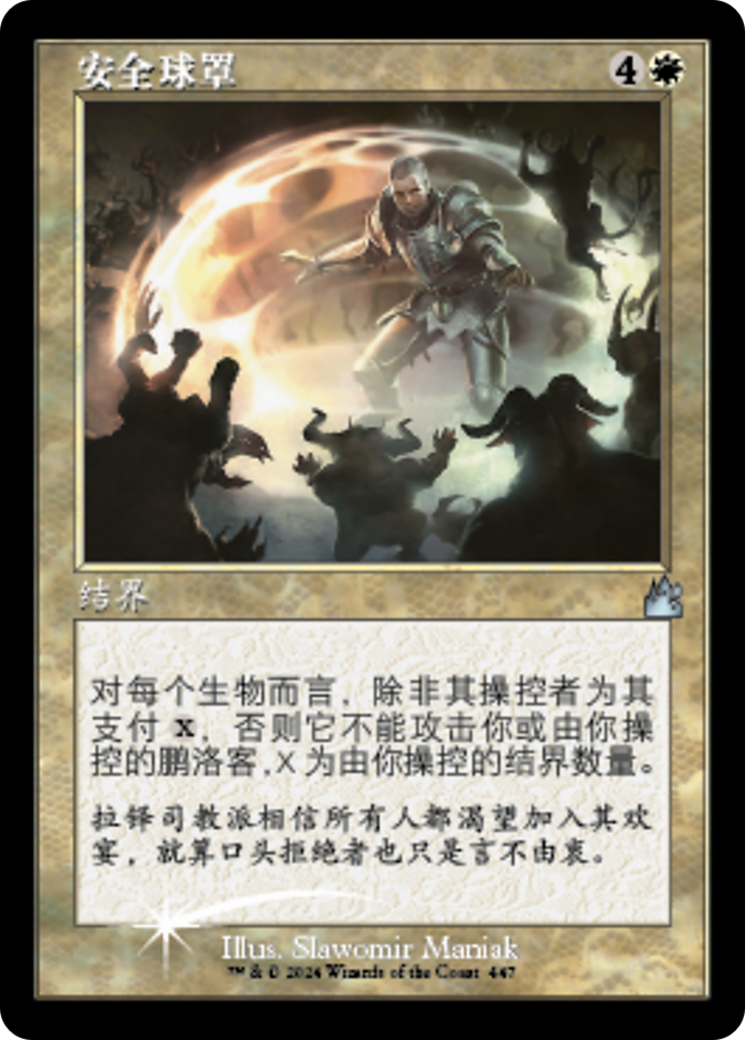 安全球罩 4
结界
对每个生物而言，除非其操控者为其
支付 X，否则它不能攻击你或由你操
控的鹏洛客，X 为由你操控的结界数量。
拉铎司教派相信所有人都渴望加入其欢
宴，就算口头拒绝者也只是言不由衷。
Illus. Slawomir Maniak
™ & © 2024 Wizards of the Coast 447